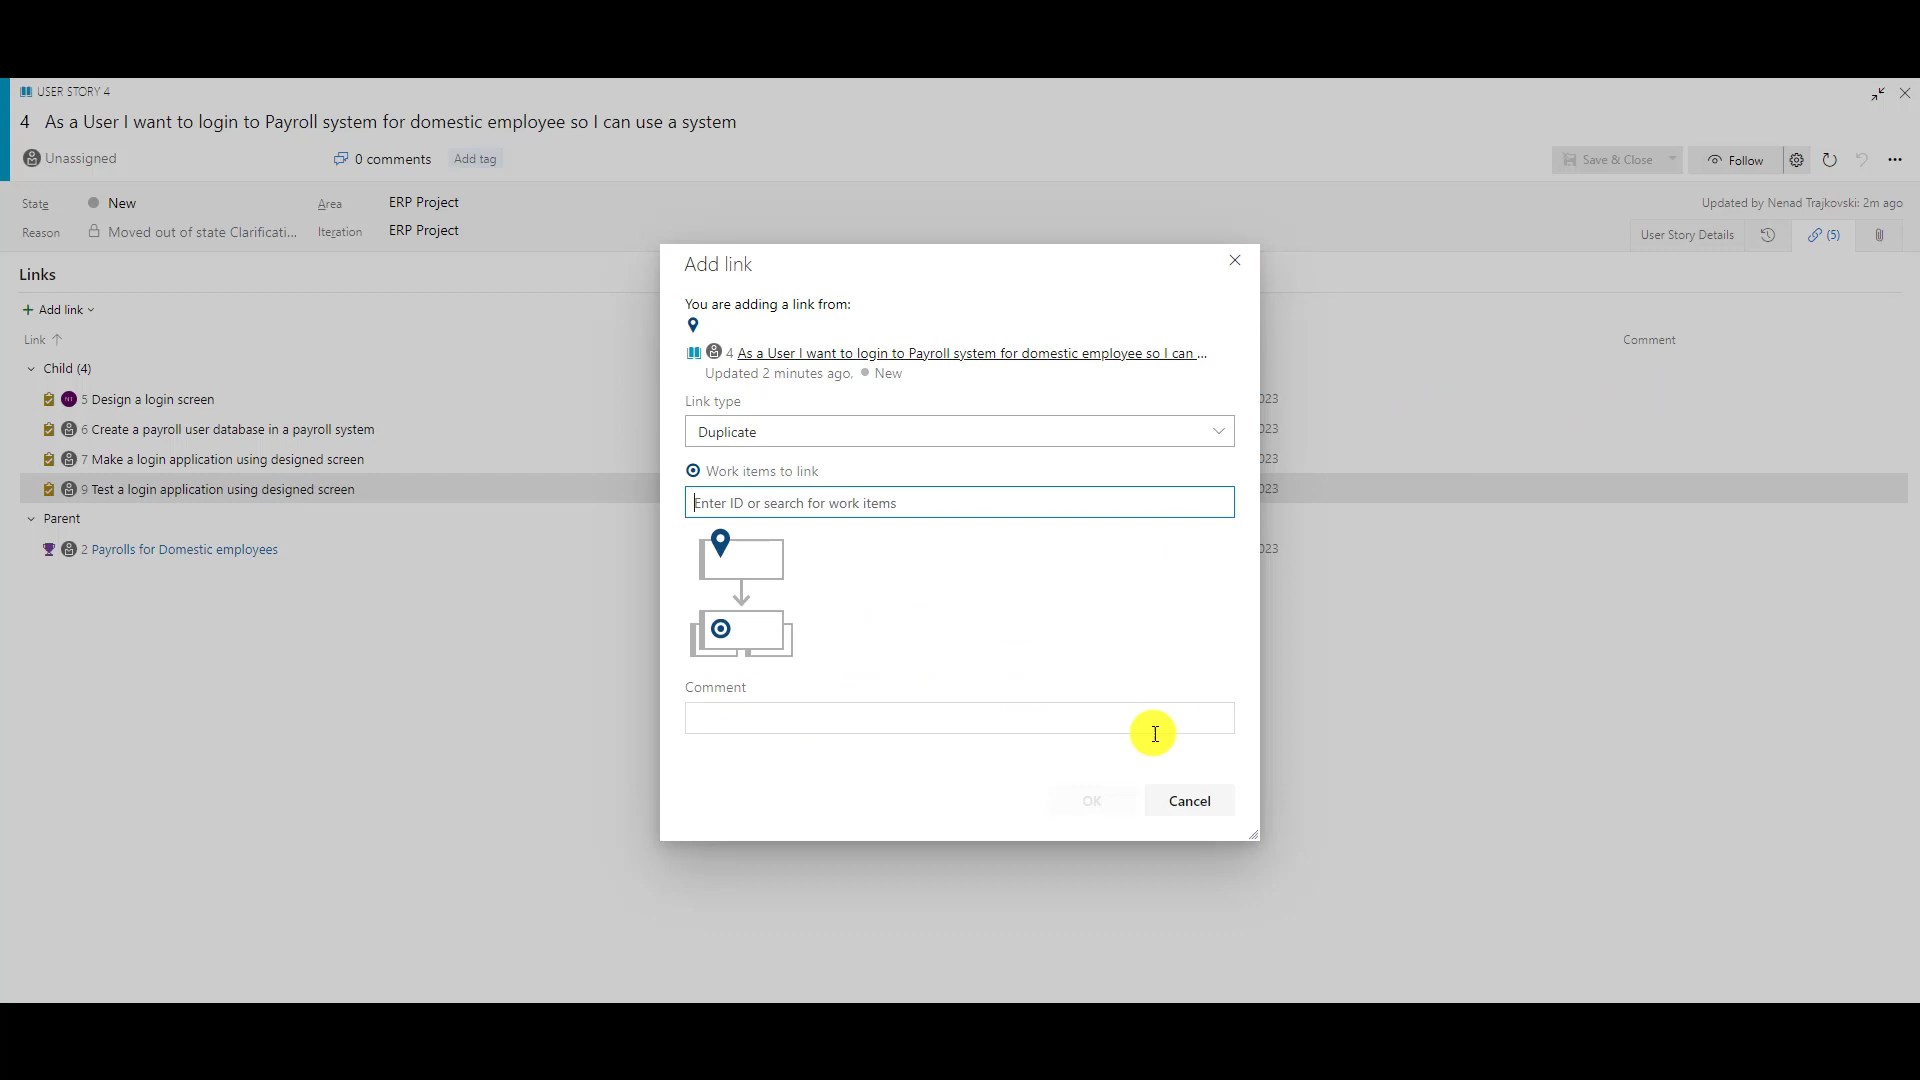 USER STORY 4
4 As a User I want to login to Payroll system for domestic employee so I can use a system
Unassigned
0 comments
Add tag
Save & Close
Follow
State
New
Area
ERP Project
Updated by Nenad Trajkovski: 2m ago
Reason
Moved out of state Clarificati...
Iteration
ERP Project
User Story Details
(5)
Links
Add link
Link
Comment
Child (4)
5 Design a login screen
023
6 Create a payroll user database in a payroll system
023
7 Make a login application using designed screen
023
9 Test a login application using designed screen
023
Parent
2 Payrolls for Domestic employees
023
Add link
You are adding a link from:
4 As a User I want to login to Payroll system for domestic employee so I can ...
Updated 2 minutes ago, New
Link type
Duplicate
Work items to link
Enter ID or search for work items
Comment
OK
Cancel